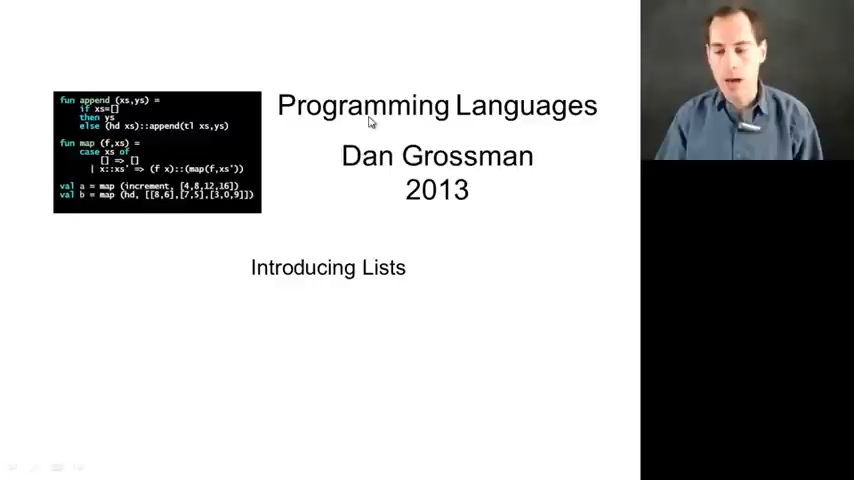 fun append (xs,ys) =
if xs=[]
then ys
else (hd xs)::append(tl xs,ys)
fun map (f,xs) =
case xs of
[] => []
| x::xs' => (f x)::(map(f,xs'))
val a = map (increment, [4,8,12,16])
val b = map (hd, [[8,6],[7,5],[3,0,9]])
Programming Languages
Dan Grossman
2013
Introducing Lists